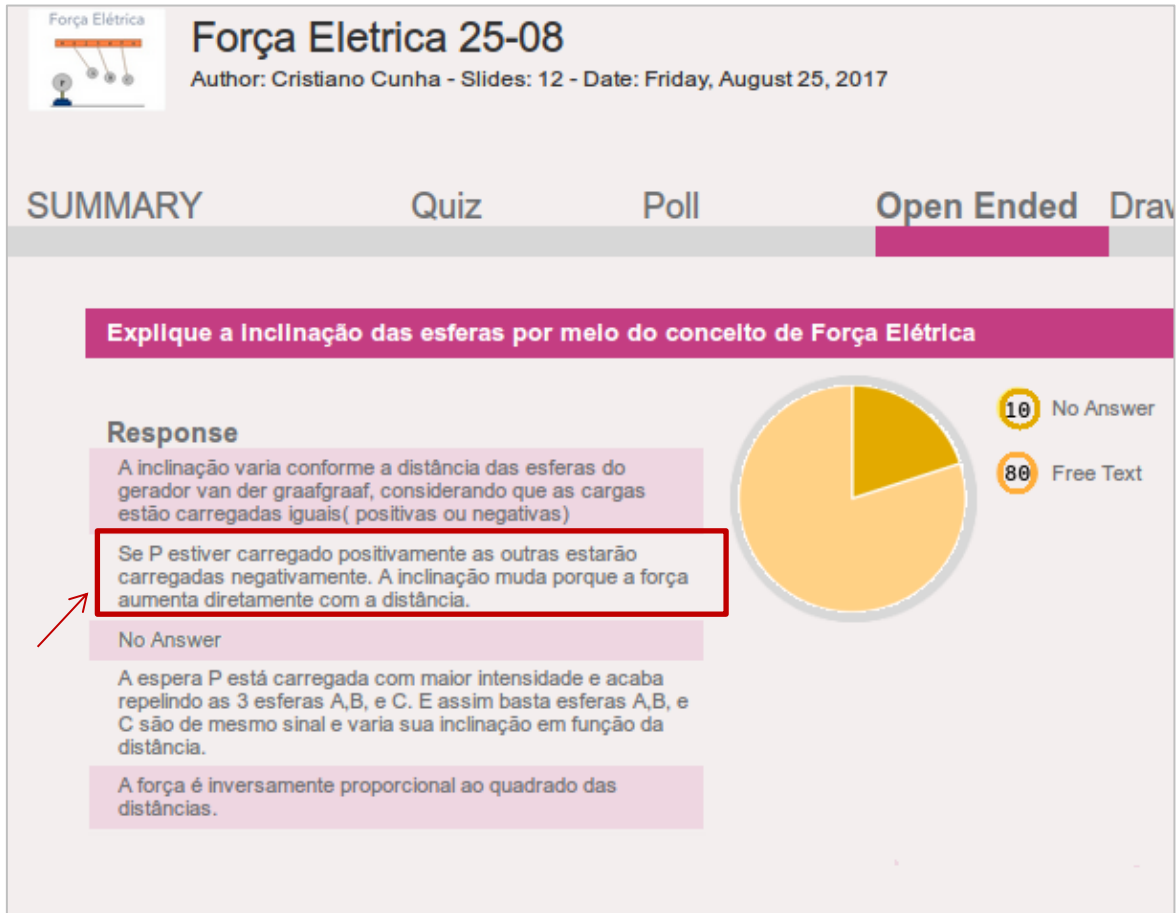 Força Elétrica
Força Eletrica 25-08
Author: Cristiano Cunha - Slides: 12 - Date: Friday, August 25, 2017
SUMMARY Quiz Poll Open Ended Draw
Explique a Inclinação das esferas por meio do conceito de Força Elétrica
Response
A inclinação varia conforme a distância das esferas do
gerador van der graafgraaf, considerando que as cargas
estão carregadas iguais( positivas ou negativas)
Se P estiver carregado positivamente as outras estarão
carregadas negativamente. A inclinação muda porque a força
aumenta diretamente com a distância.
No Answer
A espera P está carregada com maior intensidade e acaba
repelindo as 3 esferas A,B, e C. E assim basta esferas A,B, e
C são de mesmo sinal e varia sua inclinação em função da
distância.
A força é inversamente proporcional ao quadrado das
distâncias.
10 No Answer
80 Free Text